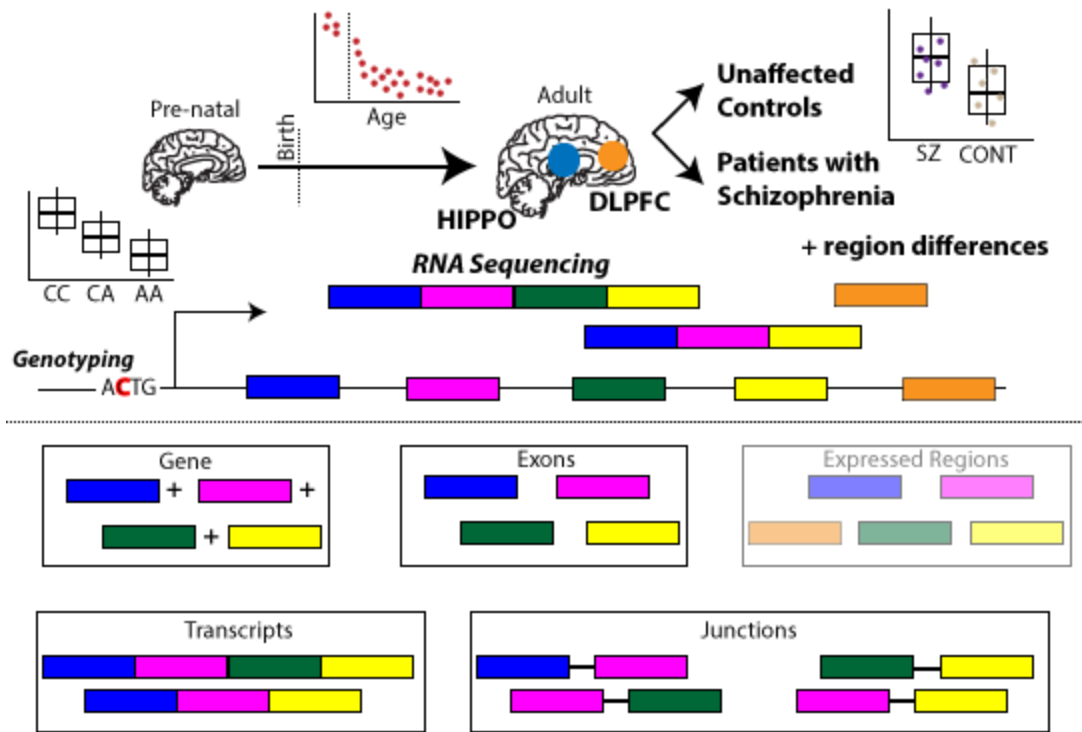 Age
Pre-natal
Birth
Adult
HIPPO
DLPFC
Unaffected
Controls
Patients with
Schizophrenia
SZ CONT
+ region differences
CC CA AA
RNA Sequencing
Genotyping
ACTG
Gene
+ +
+
Exons
Expressed Regions
Transcripts
Junctions